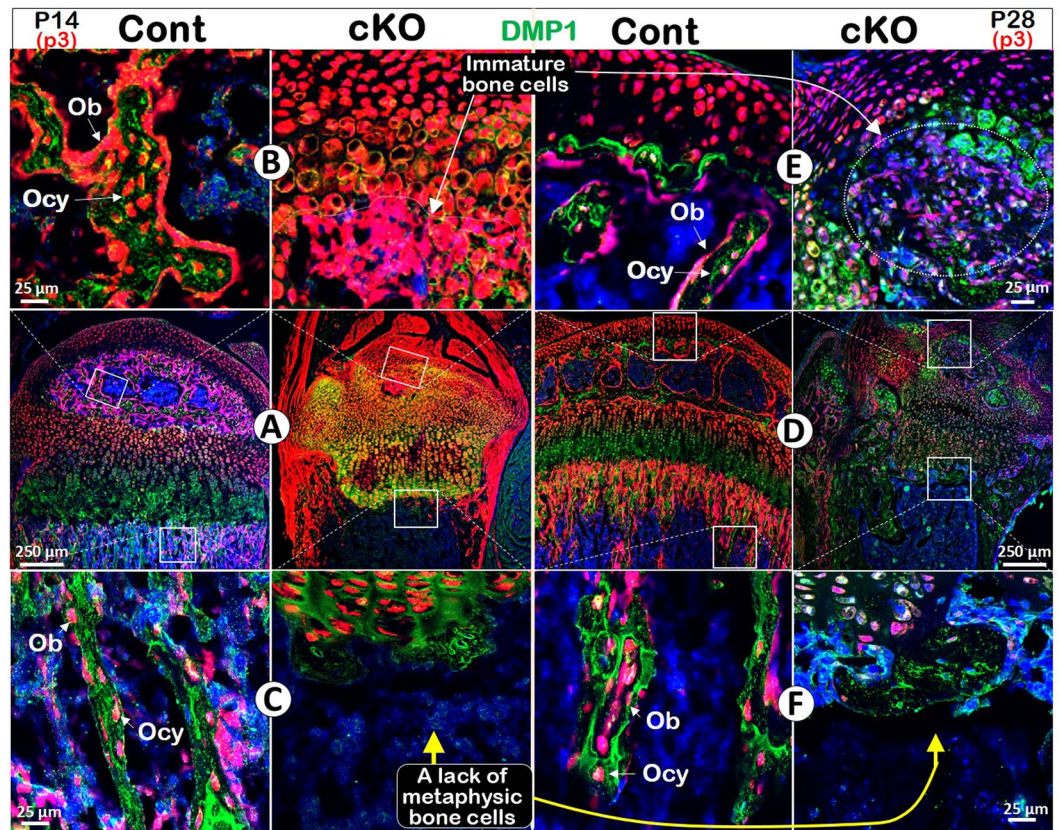 P14
(p3)
Cont
cKO
DMP1
Cont
cKO
P28
(p3)
Immature
bone cells
Ob
Ocy
B
25 µm
Ob
Ocy
E
25 µm
A
250 µm
D
250 µm
Ob
Ocy
C
25 µm
A lack of
metaphysic
bone cells
Ob
Ocy
F
25 µm